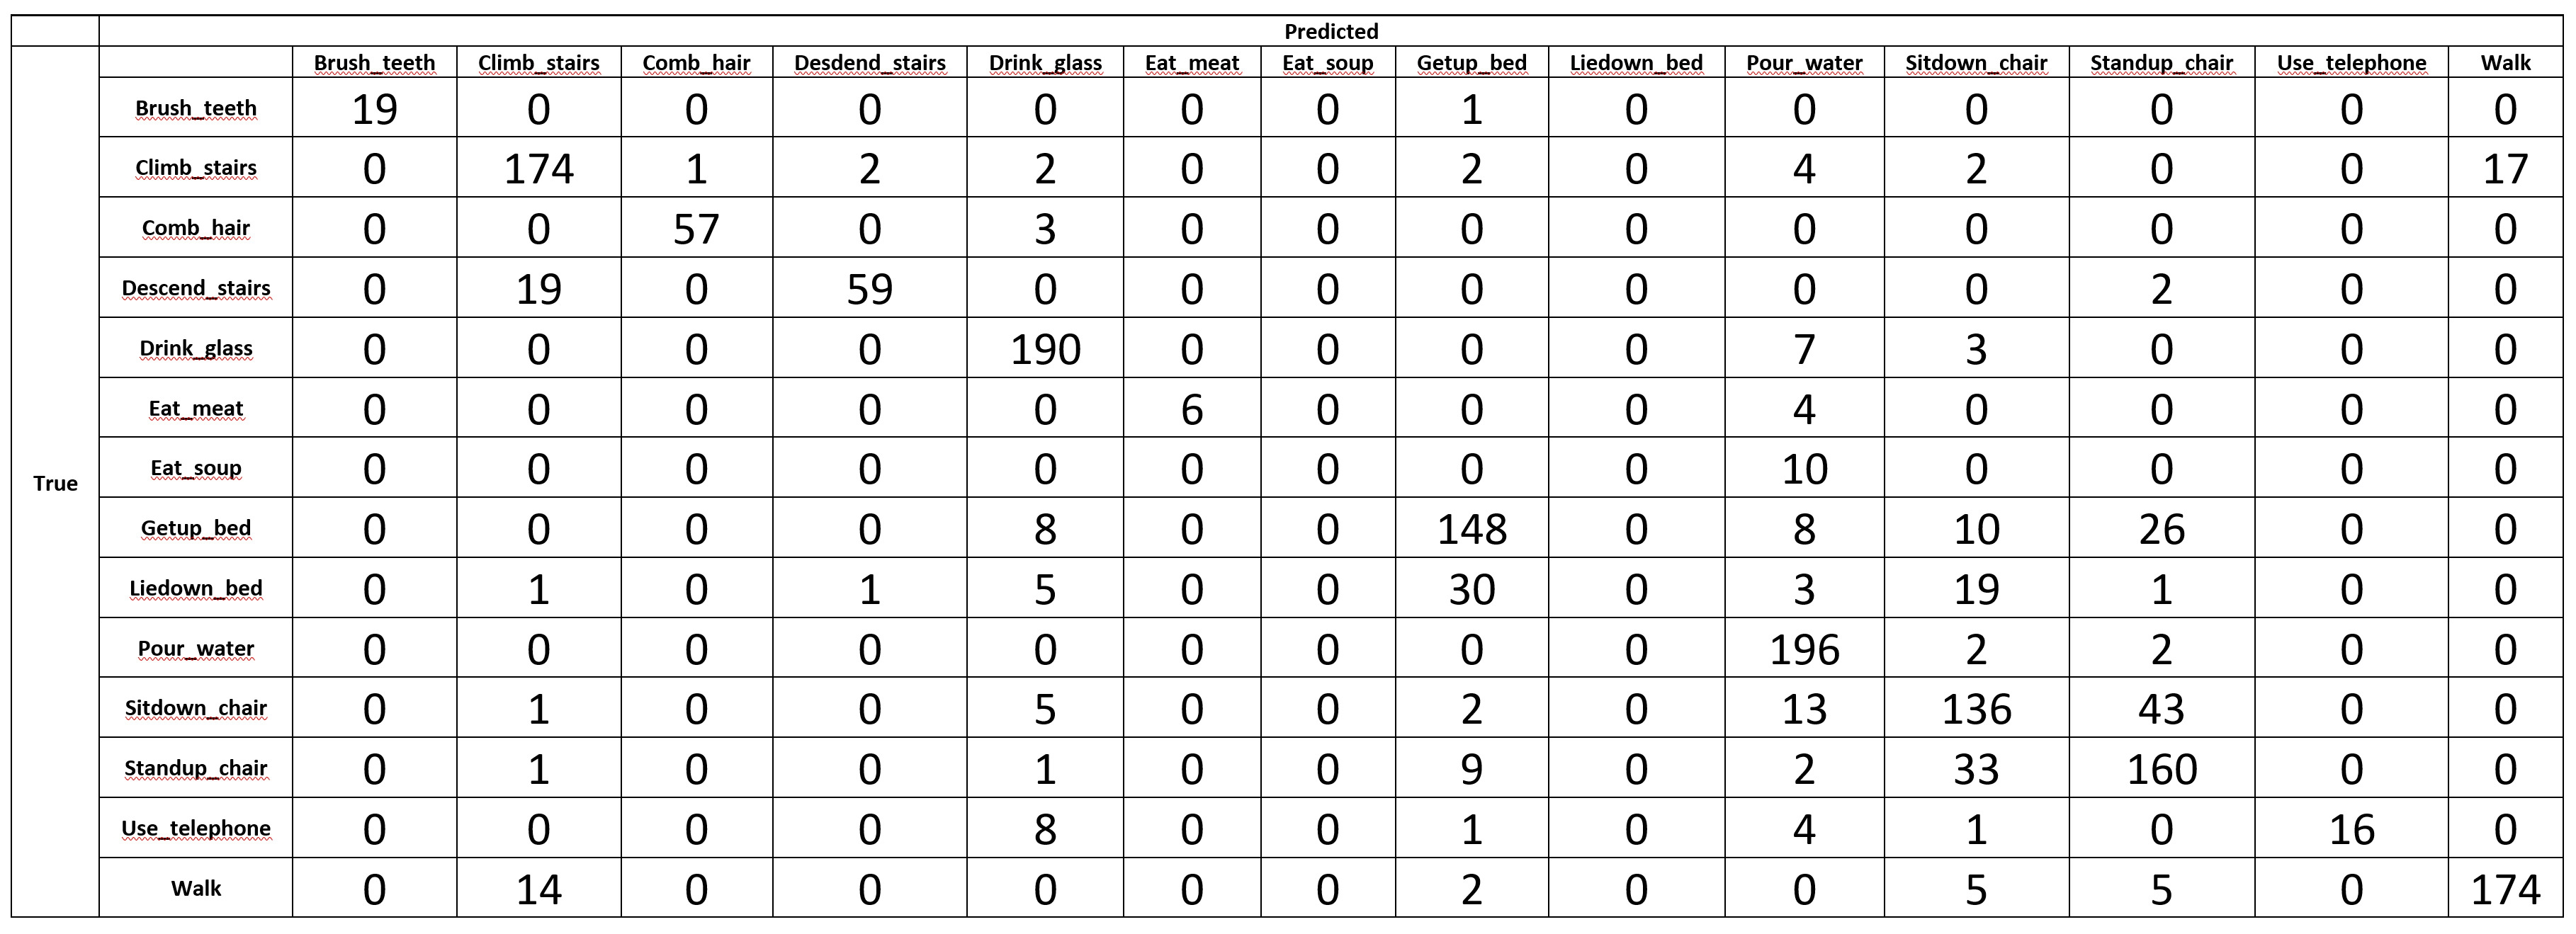 Predicted
Brush_teeth Climb_stairs Comb_hair Desdend_stairs Drink_glass Eat_meat Eat_soup Getup_bed Liedown_bed Pour_water Sitdown_chair Standup_chair Use_telephone Walk
Brush_teeth 19 0 0 0 0 0 0 1 0 0 0 0 0 0
Climb_stairs 0 174 1 2 2 0 0 2 0 4 2 0 0 17
Comb_hair 0 0 57 0 3 0 0 0 0 0 0 0 0 0
Descend_stairs 0 19 0 59 0 0 0 0 0 0 0 2 0 0
Drink_glass 0 0 0 0 190 0 0 0 0 7 3 0 0 0
Eat_meat 0 0 0 0 0 6 0 0 0 4 0 0 0 0
Eat_soup 0 0 0 0 0 0 0 0 0 10 0 0 0 0
True
Getup_bed 0 0 0 0 8 0 0 148 0 8 10 26 0 0
Liedown_bed 0 1 0 1 5 0 0 30 0 3 19 1 0 0
Pour_water 0 0 0 0 0 0 0 0 0 196 2 2 0 0
Sitdown_chair 0 1 0 0 5 0 0 2 0 13 136 43 0 0
Standup_chair 0 1 0 0 1 0 0 9 0 2 33 160 0 0
Use_telephone 0 0 0 0 8 0 0 1 0 4 1 0 16 0
Walk 0 14 0 0 0 0 0 2 0 0 5 5 0 174